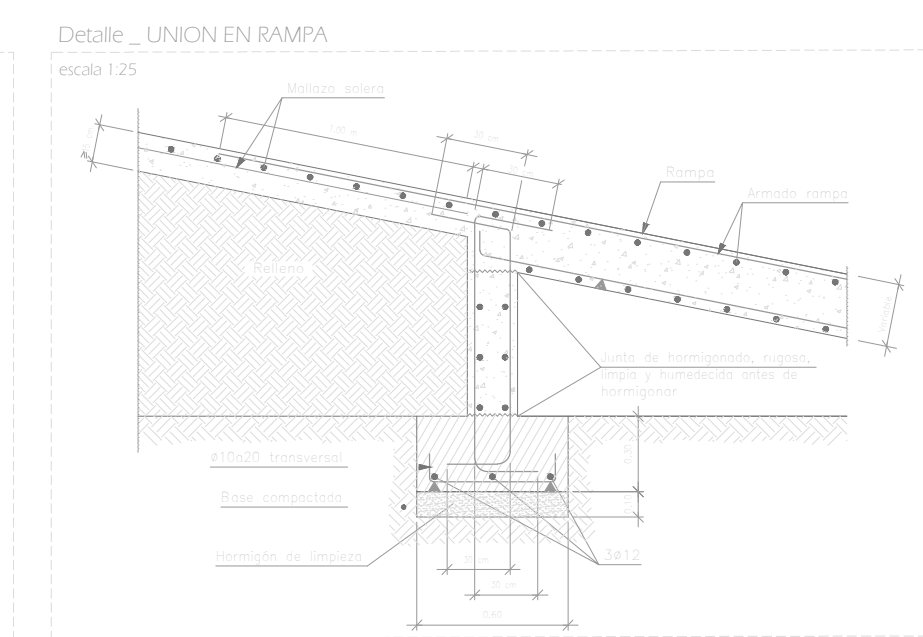 Detalle _ UNION EN RAMPA
escala 1:25
Mallazo solera
1,00 m
30 cm
Rampa
Armado rampa
Relleno
Variable
Junta de hormigonado, rugosa,
limpia y humedecida antes de
hormigonar
ø10a20 transversal
0,30
Base compactada
0,10
Hormigón de limpieza
3ø12
30 cm
30 cm
0,60